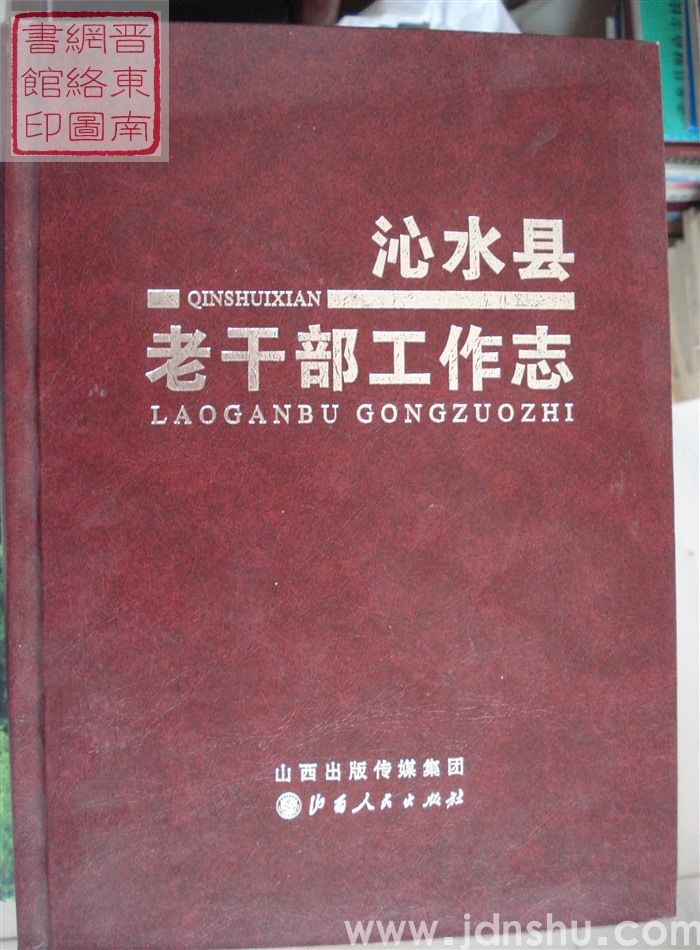 晋東南
網絡圖
書館印
沁水县
QINSHUIXIAN
老干部工作志
LAOGANBU GONGZUOZHI
山西出版传媒集团
山西人民出版社
www.jdnshu.com